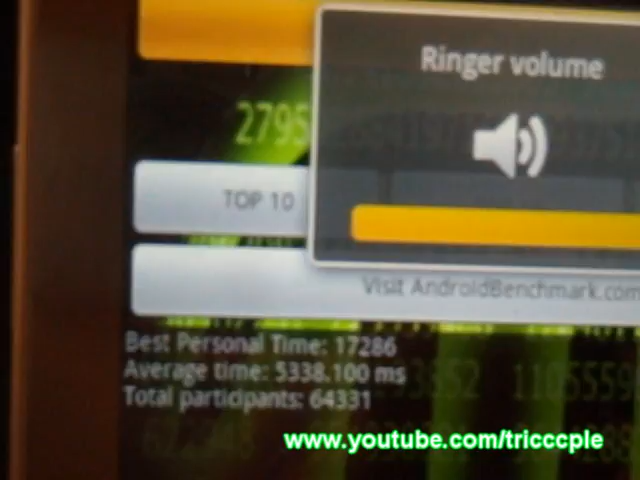 Ringer volume
2795
TOP 10
Visit AndroidBenchmark.com
Best Personal Time: 17286
Average time: 5338.100 ms
Total participants: 64331
www.youtube.com/tricccple